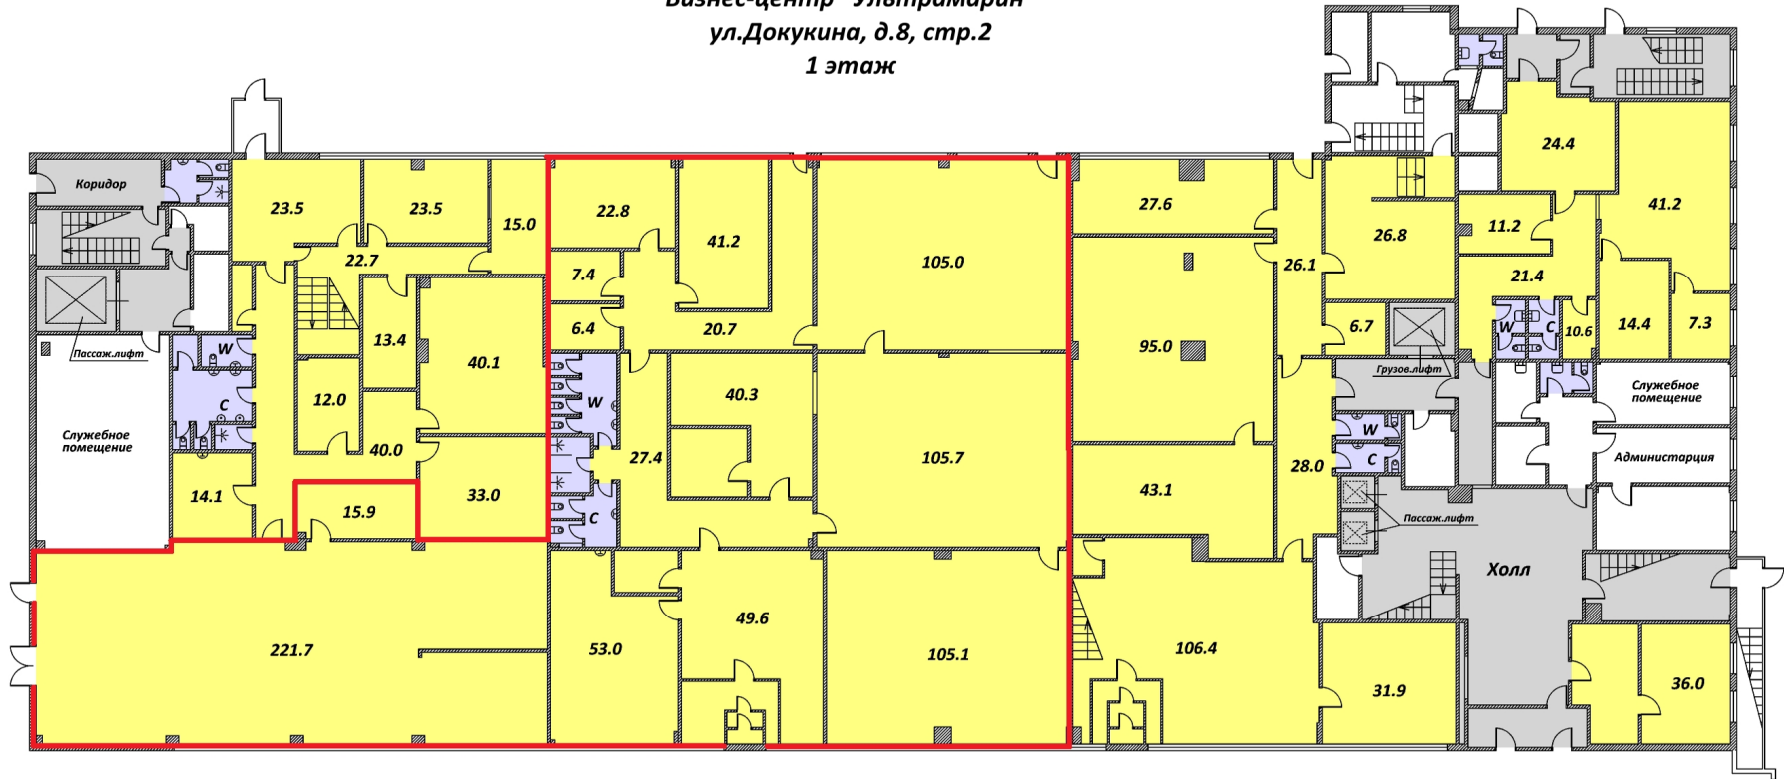 Бизнес-центр "Ультрамарин"
ул.Докукина, д.8, стр.2
1 этаж
Коридор
23.5
23.5
15.0
22.7
22.8
41.2
7.4
6.4
20.7
105.0
27.6
26.1
26.8
24.4
41.2
11.2
21.4
14.4
7.3
10.6
W
C
6.7
95.0
Грузов.лифт
Пассаж.лифт
W
C
13.4
40.1
12.0
40.0
33.0
14.1
15.9
Служебное
помещение
W
C
27.4
40.3
105.7
43.1
28.0
W
C
Пассаж.лифт
Служебное
помещение
Администарция
Холл
221.7
53.0
49.6
105.1
106.4
31.9
36.0